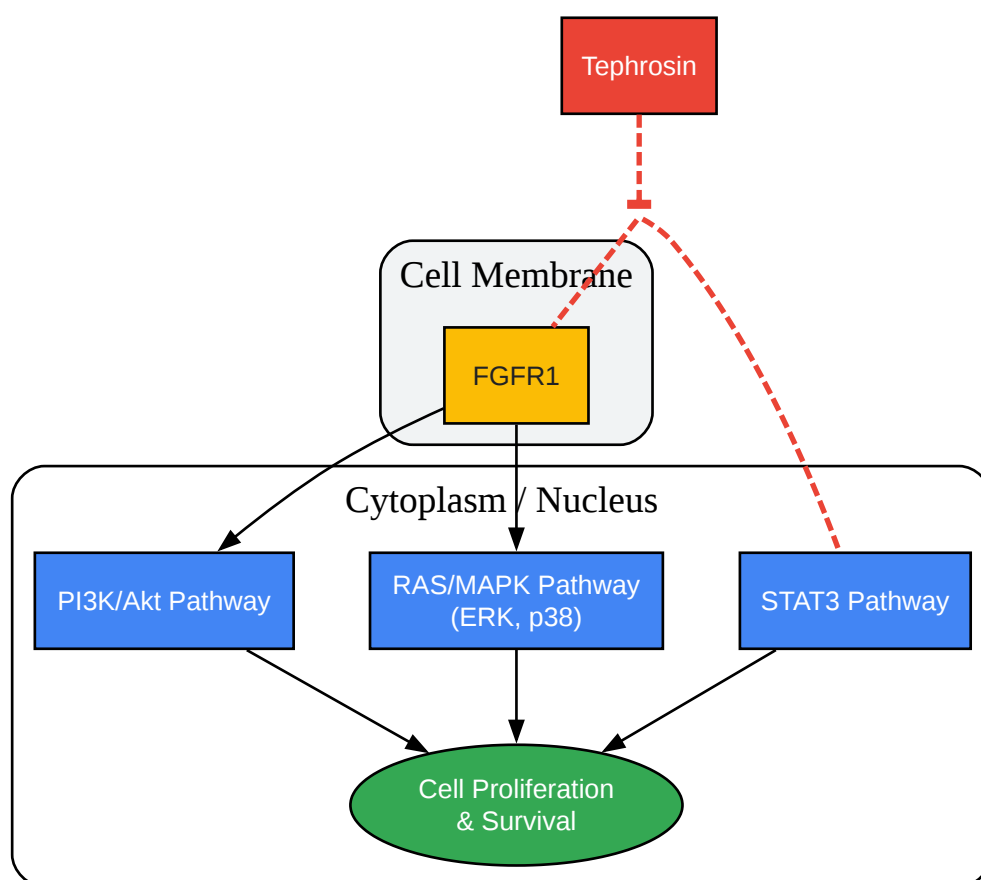 Tephrosin
Cell Membrane
FGFR1
Cytoplasm / Nucleus
PI3K/Akt Pathway
RAS/MAPK Pathway
(ERK, p38)
STAT3 Pathway
Cell Proliferation
& Survival